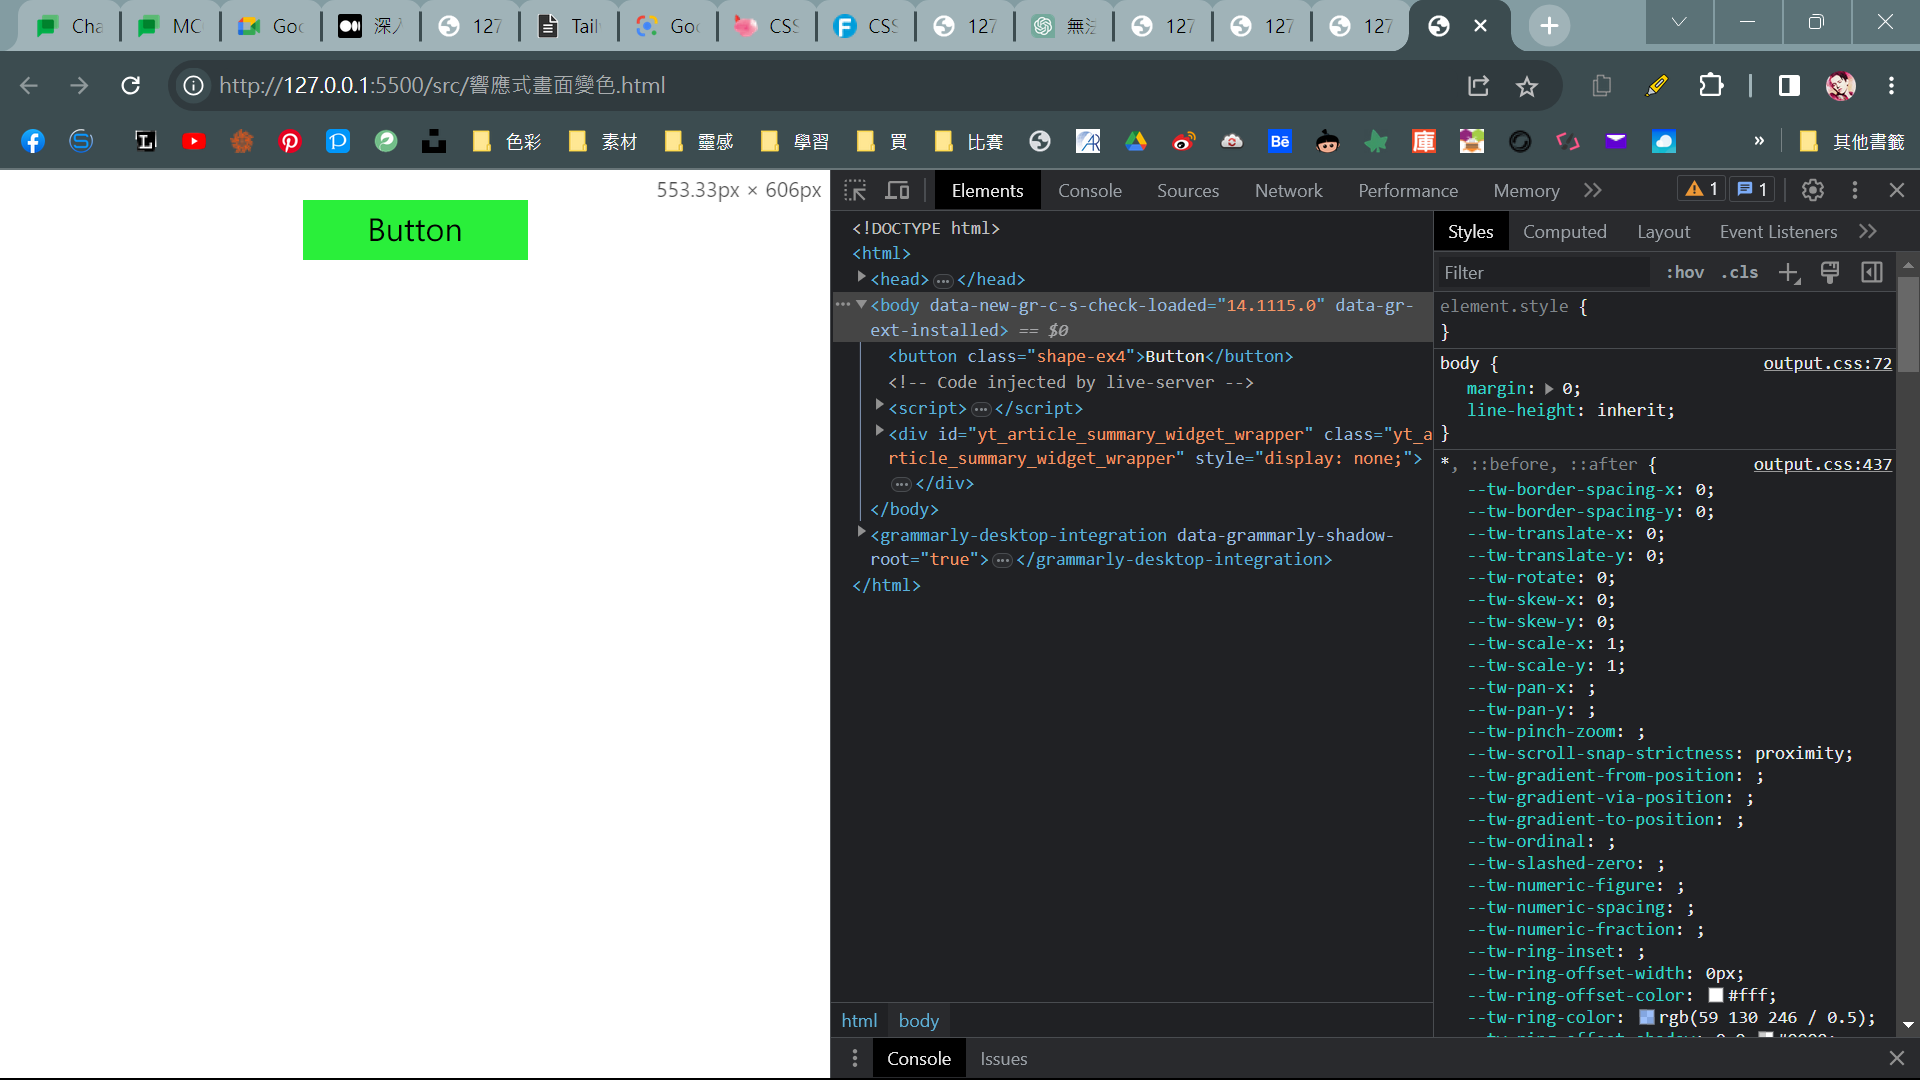 Cha MC Goo 深入 127 Tail Goo CSS CSS 127 無法 127 127 127
http://127.0.0.1:5500/src/響應式畫面變色.html
色彩 素材 靈感 學習 買 比賽 » 其他書籤
553.33px × 606px
Button
Elements Console Sources Network Performance Memory 1 1
<!DOCTYPE html>
<html>
<head>…</head>
<body data-new-gr-c-s-check-loaded="14.1115.0" data-gr-
ext-installed> == $0
<button class="shape-ex4">Button</button>
<!-- Code injected by live-server -->
<script>…</script>
<div id="yt_article_summary_widget_wrapper" class="yt_a
rticle_summary_widget_wrapper" style="display: none;">
…</div>
</body>
<grammarly-desktop-integration data-grammarly-shadow-
root="true">…</grammarly-desktop-integration>
</html>
html body
Styles Computed Layout Event Listeners
Filter :hov .cls
element.style {
}
body { output.css:72
margin: 0;
line-height: inherit;
}
*, ::before, ::after { output.css:437
--tw-border-spacing-x: 0;
--tw-border-spacing-y: 0;
--tw-translate-x: 0;
--tw-translate-y: 0;
--tw-rotate: 0;
--tw-skew-x: 0;
--tw-skew-y: 0;
--tw-scale-x: 1;
--tw-scale-y: 1;
--tw-pan-x: ;
--tw-pan-y: ;
--tw-pinch-zoom: ;
--tw-scroll-snap-strictness: proximity;
--tw-gradient-from-position: ;
--tw-gradient-via-position: ;
--tw-gradient-to-position: ;
--tw-ordinal: ;
--tw-slashed-zero: ;
--tw-numeric-figure: ;
--tw-numeric-spacing: ;
--tw-numeric-fraction: ;
--tw-ring-inset: ;
--tw-ring-offset-width: 0px;
--tw-ring-offset-color: #fff;
--tw-ring-color: rgb(59 130 246 / 0.5);
Console Issues